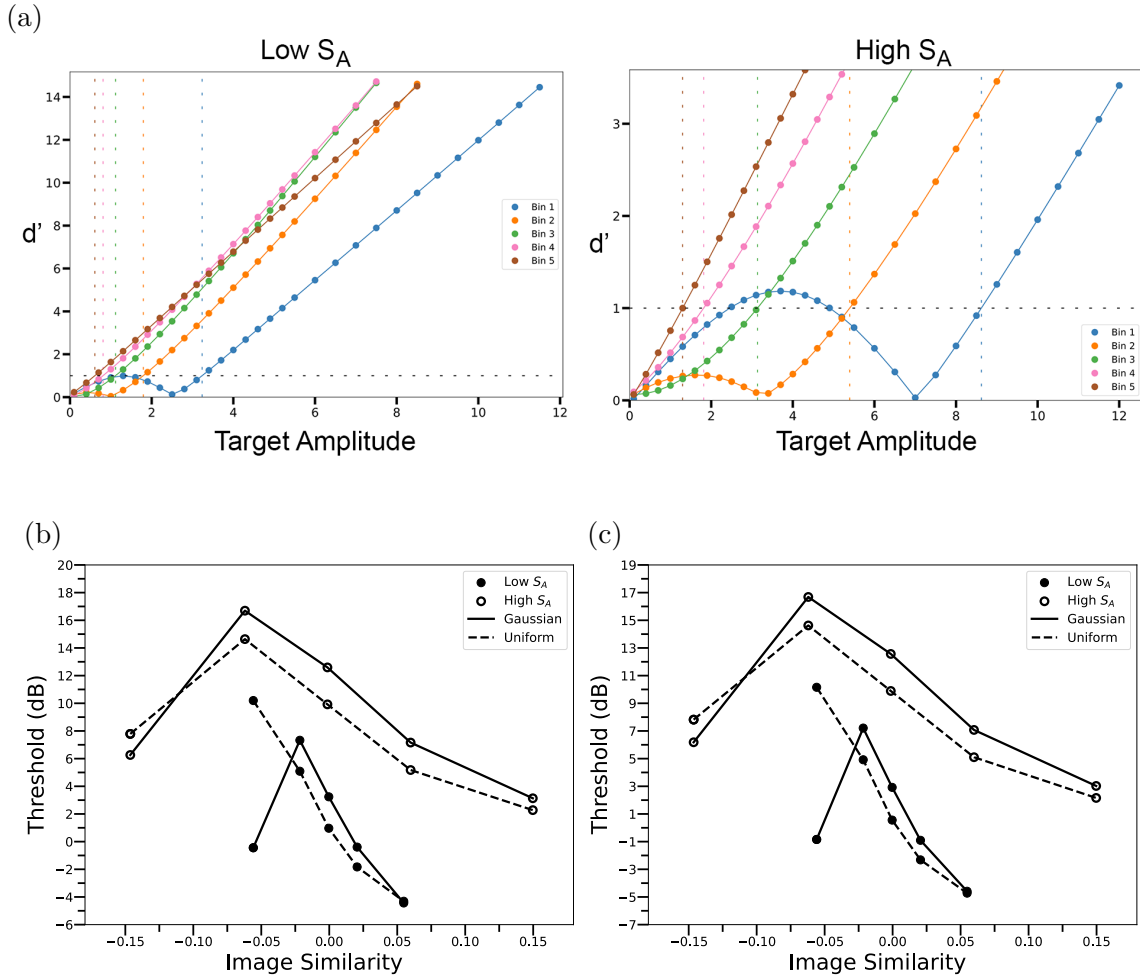 (a)
Low S_A
14
12
10
8
6
4
2
0
d'
0 2 4 6 8 10 12
Target Amplitude
Bin 1
Bin 2
Bin 3
Bin 4
Bin 5
High S_A
3
2
1
0
d'
0 2 4 6 8 10 12
Target Amplitude
Bin 1
Bin 2
Bin 3
Bin 4
Bin 5
(b)
20
18
16
14
12
10
8
6
4
2
0
−2
−4
−6
Threshold (dB)
Low S_A
High S_A
Gaussian
Uniform
−0.15 −0.10 −0.05 0.00 0.05 0.10 0.15
Image Similarity
(c)
19
17
15
13
11
9
7
5
3
1
−1
−3
−5
−7
Threshold (dB)
Low S_A
High S_A
Gaussian
Uniform
−0.15 −0.10 −0.05 0.00 0.05 0.10 0.15
Image Similarity